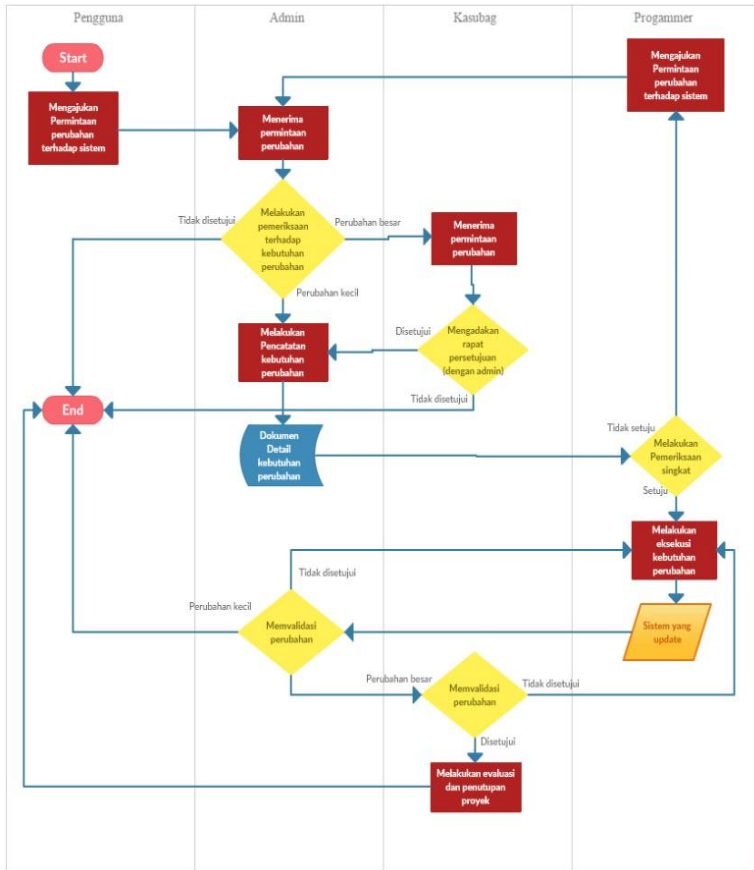 Pengguna
Admin
Kasubag
Progammer
Start
Mengajukan
Permintaan
perubahan
terhadap sistem
Menerima
permintaan
perubahan
Mengajukan
Permintaan
perubahan
terhadap sistem
Tidak disetujui
Melakukan
pemeriksaan
terhadap
kebutuhan
perubahan
Perubahan besar
Menerima
permintaan
perubahan
Perubahan kecil
Melakukan
Pencatatan
kebutuhan
perubahan
Disetujui
Mengadakan
rapat
persetujuan
(dengan admin)
Tidak disetujui
End
Dokumen
Detail
kebutuhan
perubahan
Tidak setuju
Melakukan
Pemeriksaan
singkat
Setuju
Melakukan
eksekusi
kebutuhan
perubahan
Tidak disetujui
Perubahan kecil
Memvalidasi
perubahan
Sistem yang
update
Perubahan besar
Memvalidasi
perubahan
Tidak disetujui
Disetujui
Melakukan evaluasi
dan penutupan
proyek